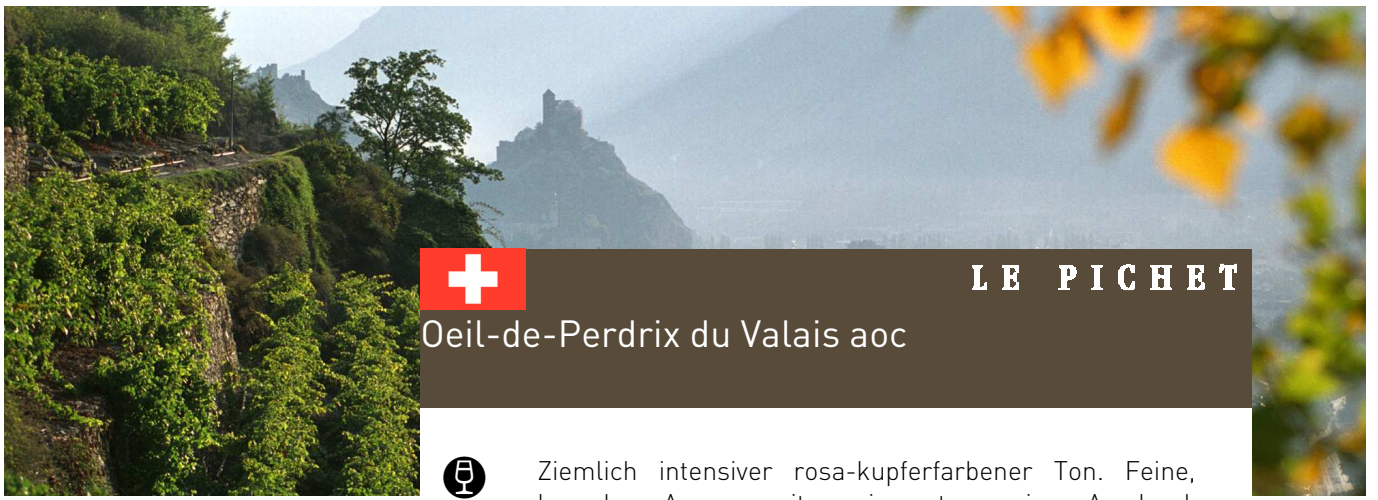 LE PICHET
Oeil-de-Perdrix du Valais aoc
Ziemlich intensiver rosa-kupferfarbener Ton. Feine,